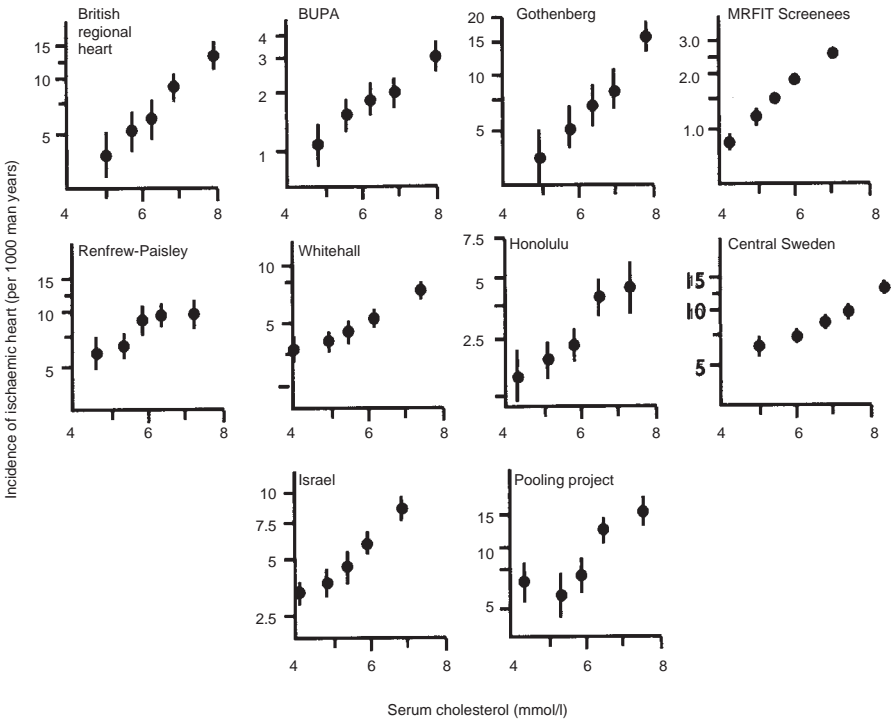 British
regional
heart
15
10
5
4 6 8
BUPA
4
3
2
1
4 6 8
Gothenberg
20
15
10
5
4 6 8
MRFIT Screenees
3.0
2.0
1.0
4 6 8
Incidence of ischaemic heart (per 1000 man years)
Renfrew-Paisley
15
10
5
4 6 8
Whitehall
10
5
4 6 8
Honolulu
7.5
5
2.5
4 6 8
Central Sweden
15
10
5
4 6 8
Israel
10
7.5
5
2.5
4 6 8
Pooling project
15
10
5
4 6 8
Serum cholesterol (mmol/l)